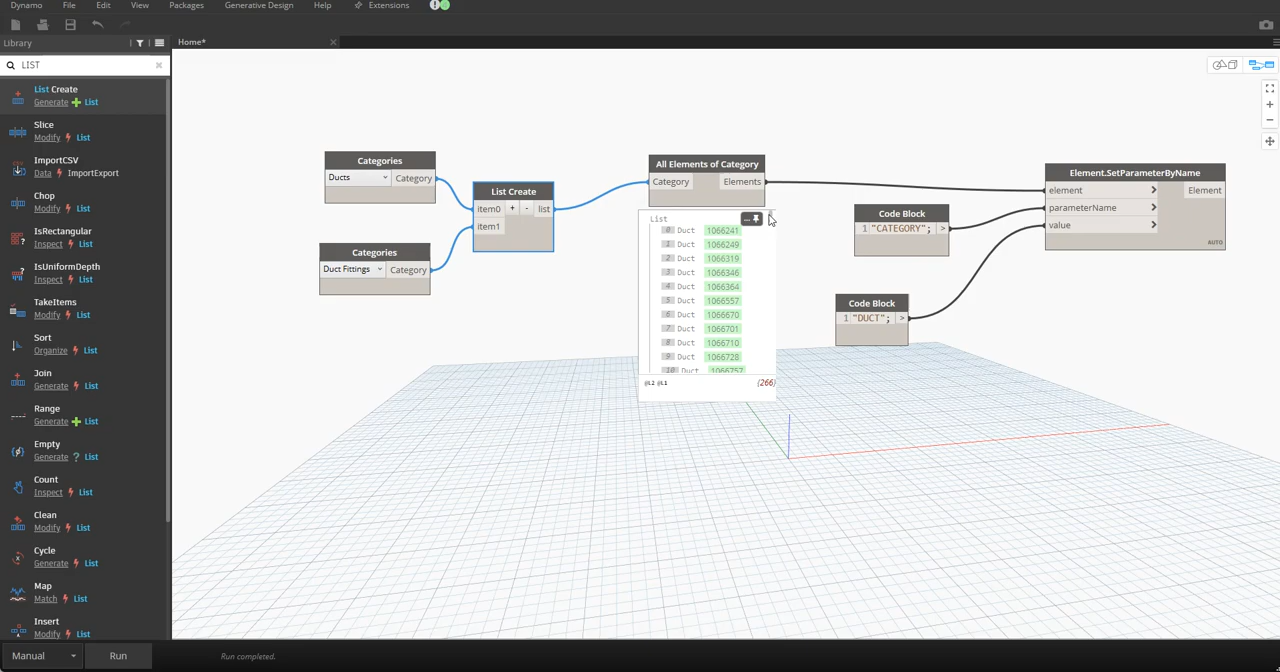 Dynamo File Edit View Packages Generative Design Help Extensions
Library
Home*
LIST
List Create
Generate List
Slice
Modify List
ImportCSV
Data ImportExport
Chop
Modify List
IsRectangular
Inspect List
IsUniformDepth
Inspect List
TakeItems
Modify List
Sort
Organize List
Join
Generate List
Range
Generate List
Empty
Generate ? List
Count
Inspect List
Clean
Modify List
Cycle
Generate List
Map
Match List
Insert
Modify List
Categories
Ducts Category
Categories
Duct Fittings Category
List Create
item0 + - list
item1
All Elements of Category
Category Elements
List ...
0 Duct 1066241
1 Duct 1066249
2 Duct 1066319
3 Duct 1066346
4 Duct 1066364
5 Duct 1066557
6 Duct 1066670
7 Duct 1066701
8 Duct 1066710
9 Duct 1066728
10 Duct 1066757
@L2 @L1 (266)
Code Block
1 "CATEGORY"; >
Code Block
1 "DUCT"; >
Element.SetParameterByName
element > Element
parameterName >
value >
AUTO
Manual Run Run completed.